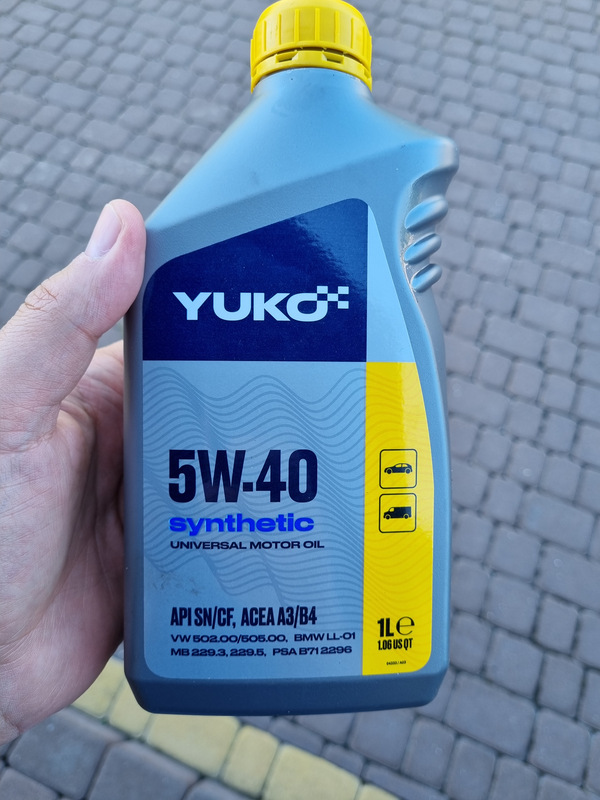 YUKO
5W-40
synthetic
UNIVERSAL MOTOR OIL
API SN/CF, ACEA A3/B4
VW 502.00/505.00, BMW LL-01
MB 229.3, 229.5, PSA B71 2296
1L℮
1.06 US QT